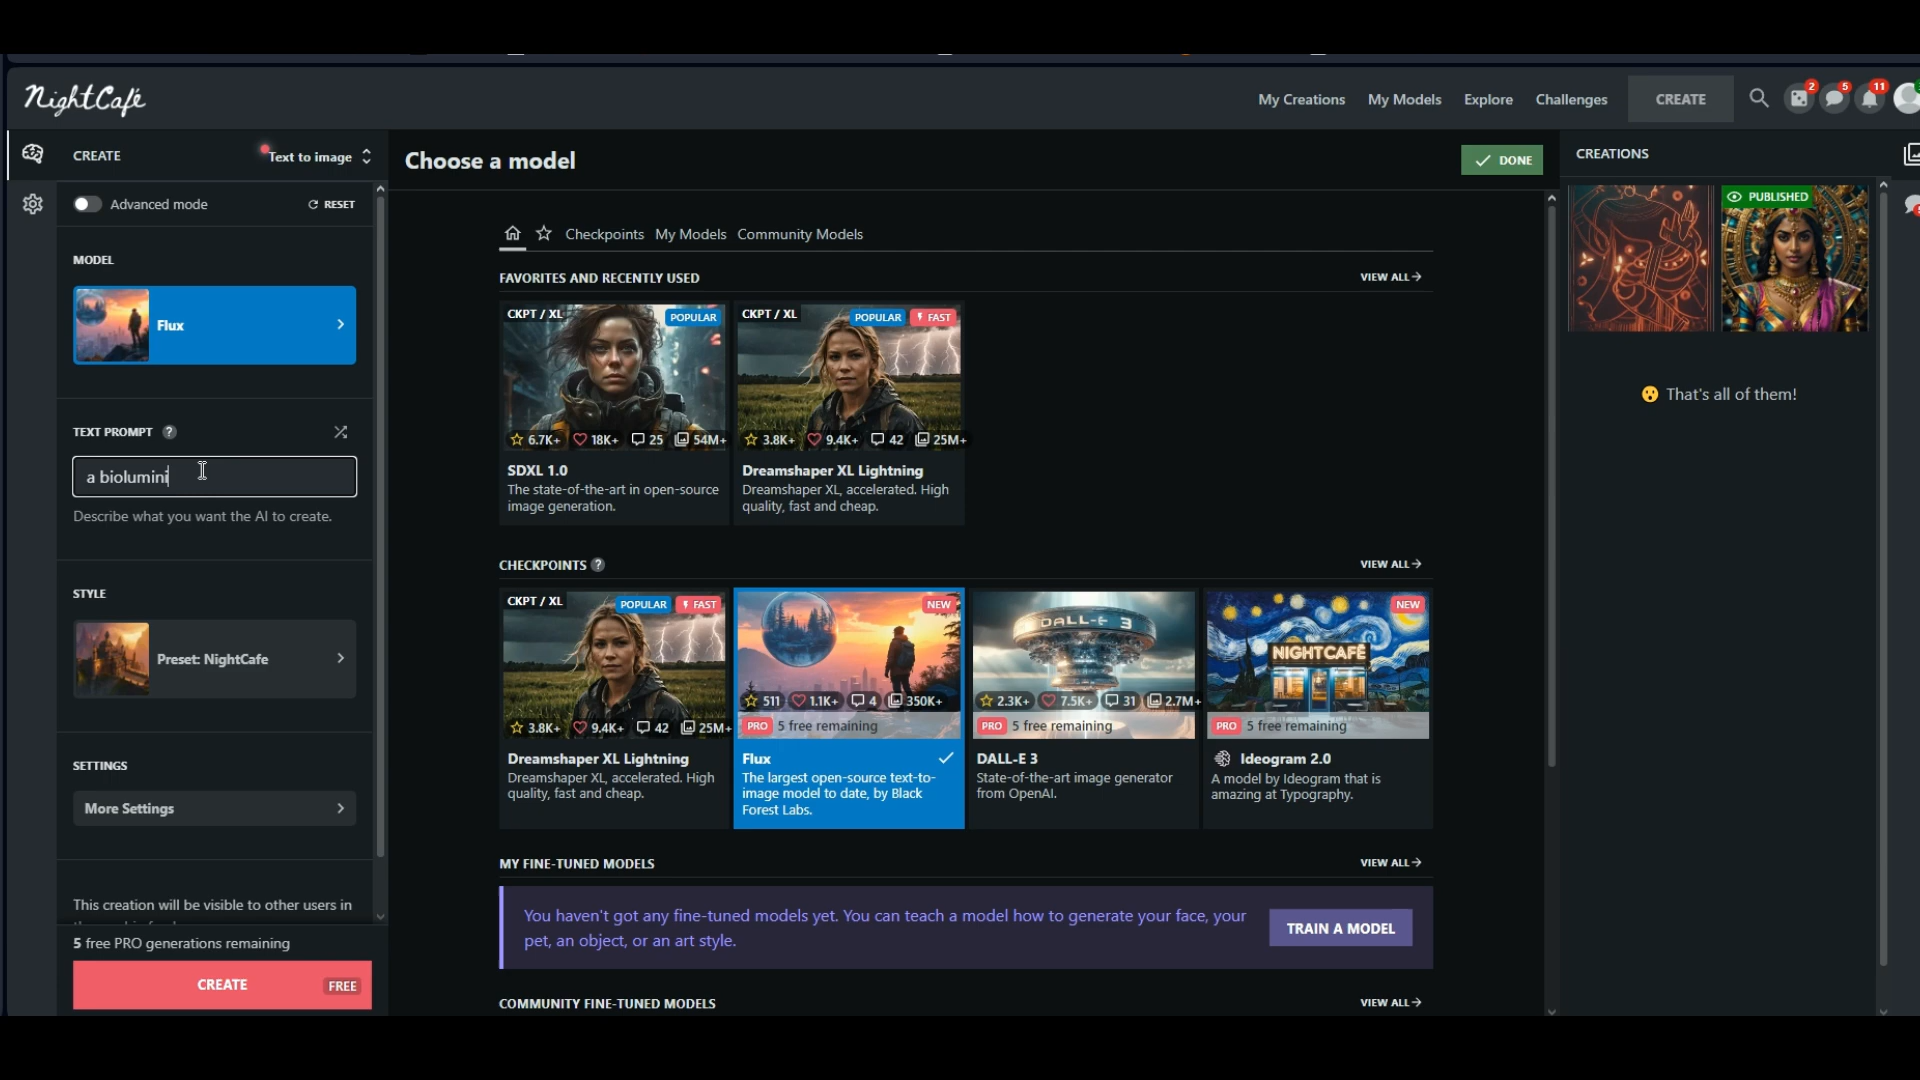 NightCafé
My Creations
My Models
Explore
Challenges
CREATE
2
5
11
CREATE
Text to image
Advanced mode
RESET
MODEL
Flux
TEXT PROMPT ?
a biolumini
Describe what you want the AI to create.
STYLE
Preset: NightCafe
SETTINGS
More Settings
This creation will be visible to other users in
5 free PRO generations remaining
CREATE
FREE
Choose a model
DONE
Checkpoints
My Models
Community Models
FAVORITES AND RECENTLY USED
VIEW ALL
CKPT / XL
POPULAR
6.7K+ 18K+ 25 54M+
SDXL 1.0
The state-of-the-art in open-source
image generation.
CKPT / XL
POPULAR
FAST
3.8K+ 9.4K+ 42 25M+
Dreamshaper XL Lightning
Dreamshaper XL, accelerated. High
quality, fast and cheap.
CHECKPOINTS ?
VIEW ALL
CKPT / XL
POPULAR
FAST
3.8K+ 9.4K+ 42 25M+
Dreamshaper XL Lightning
Dreamshaper XL, accelerated. High
quality, fast and cheap.
NEW
511 1.1K+ 4 350K+
PRO 5 free remaining
Flux
The largest open-source text-to-
image model to date, by Black
Forest Labs.
DALL-E 3
2.3K+ 7.5K+ 31 2.7M+
PRO 5 free remaining
DALL-E 3
State-of-the-art image generator
from OpenAI.
NEW
NIGHTCAFÉ
PRO 5 free remaining
Ideogram 2.0
A model by Ideogram that is
amazing at Typography.
MY FINE-TUNED MODELS
VIEW ALL
You haven't got any fine-tuned models yet. You can teach a model how to generate your face, your
pet, an object, or an art style.
TRAIN A MODEL
COMMUNITY FINE-TUNED MODELS
VIEW ALL
CREATIONS
PUBLISHED
That's all of them!